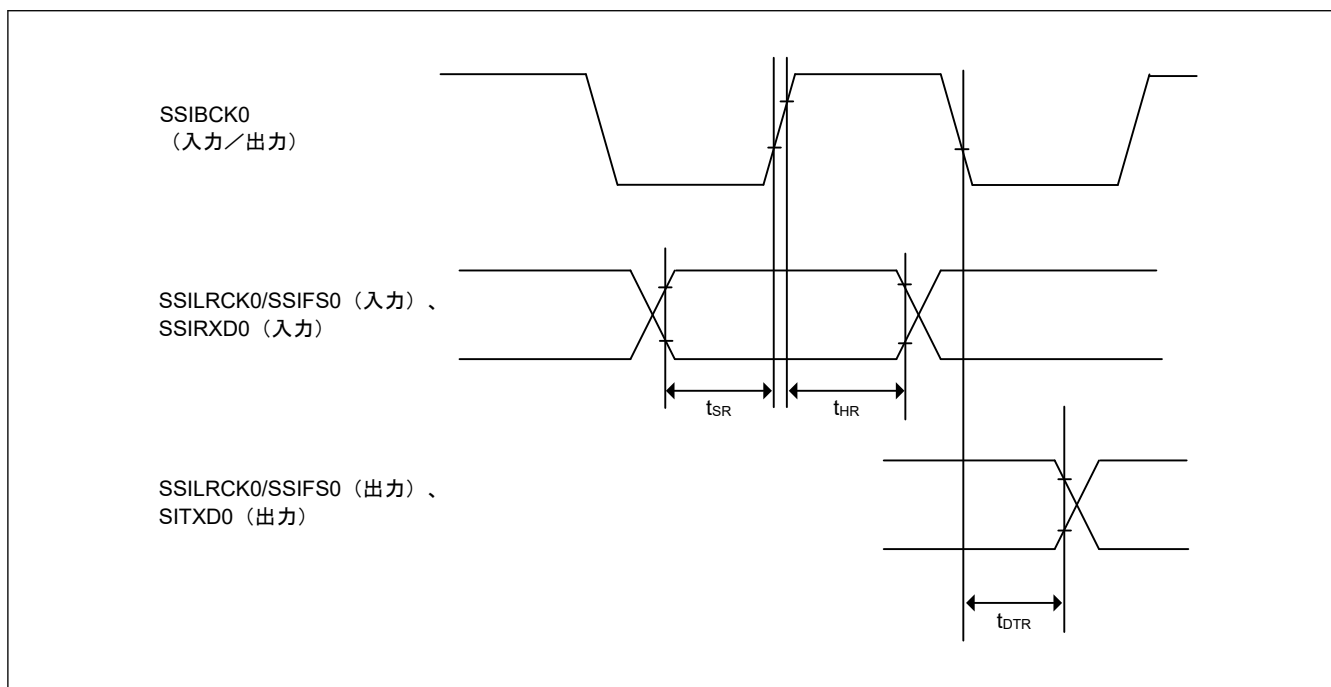 SSIBCK0
（入力／出力）
SSILRCK0/SSIFS0（入力）、
SSIRXD0（入力）
tSR
tHR
SSILRCK0/SSIFS0（出力）、
SITXD0（出力）
tDTR